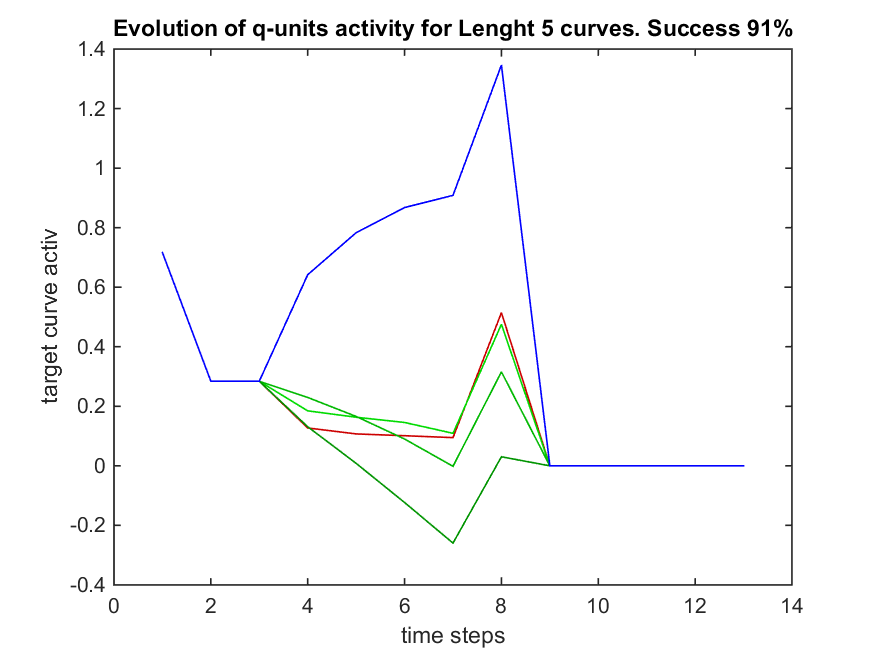 Evolution of q-units activity for Lenght 5 curves. Success 91%
1.4
1.2
1
0.8
0.6
0.4
0.2
0
-0.2
-0.4
target curve activ
0 2 4 6 8 10 12 14
time steps